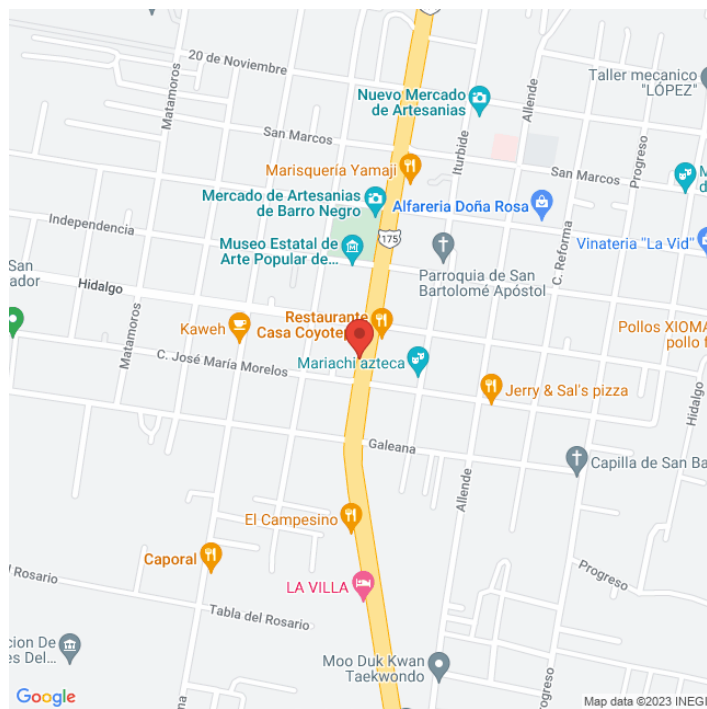 20 de Noviembre
Matamoros
Nuevo Mercado
de Artesanias
Allende
Taller mecanico
"LÓPEZ"
San Marcos
Iturbide
Progreso
Marisquería Yamaji
San Marcos
M
d
Mercado de Artesanias
de Barro Negro
Alfareria Doña Rosa
Independencia
175
C. Reforma
Vinateria "La Vid"
Museo Estatal de
Arte Popular de...
Parroquia de San
Bartolomé Apóstol
San
ador
Hidalgo
Restaurante
Casa Coyote
Kaweh
Matamoros
Pollos XIOMA
pollo f
C. José María Morelos
Mariachi azteca
Jerry & Sal's pizza
Hidalgo
Galeana
Capilla de San Ba
Allende
El Campesino
Caporal
el Rosario
Progreso
LA VILLA
Tabla del Rosario
cion De
es Del...
Moo Duk Kwan
Taekwondo
Progreso
Google
Map data ©2023 INEGI